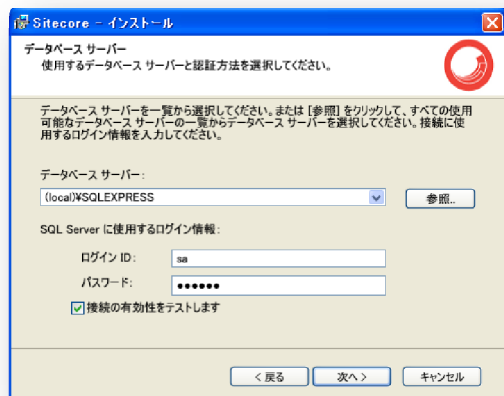 Sitecore - インストール
データベース サーバー
使用するデータベース サーバーと認証方法を選択してください。
データベース サーバーを一覧から選択してください。または [参照] をクリックして、すべての使用
可能なデータベース サーバーの一覧からデータベース サーバーを選択してください。接続に使
用するログイン情報を入力してください。
データベース サーバー:
(local)¥SQLEXPRESS
参照..
SQL Server に使用するログイン情報:
ログイン ID:
sa
パスワード:
●●●●●●
接続の有効性をテストします
< 戻る
次へ >
キャンセル